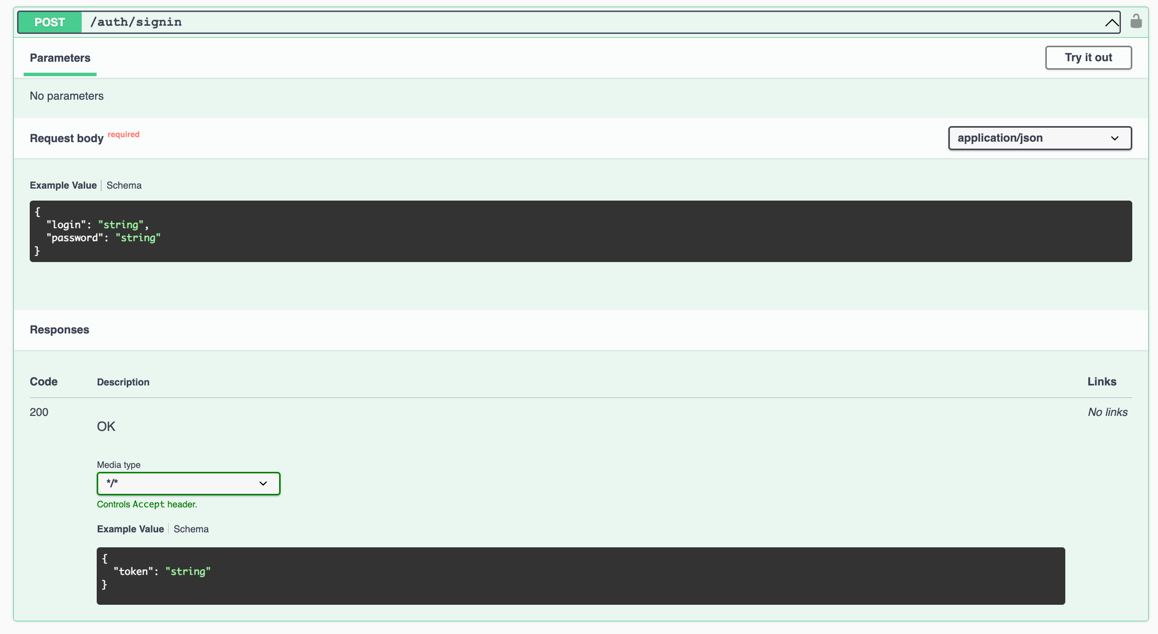 POST /auth/signin
Parameters
Try it out
No parameters
Request body required
application/json
Example Value Schema
{
  "login": "string",
  "password": "string"
}
Responses
Code Description Links
200 OK No links
Media type
*/*
Controls Accept header.
Example Value Schema
{
  "token": "string"
}